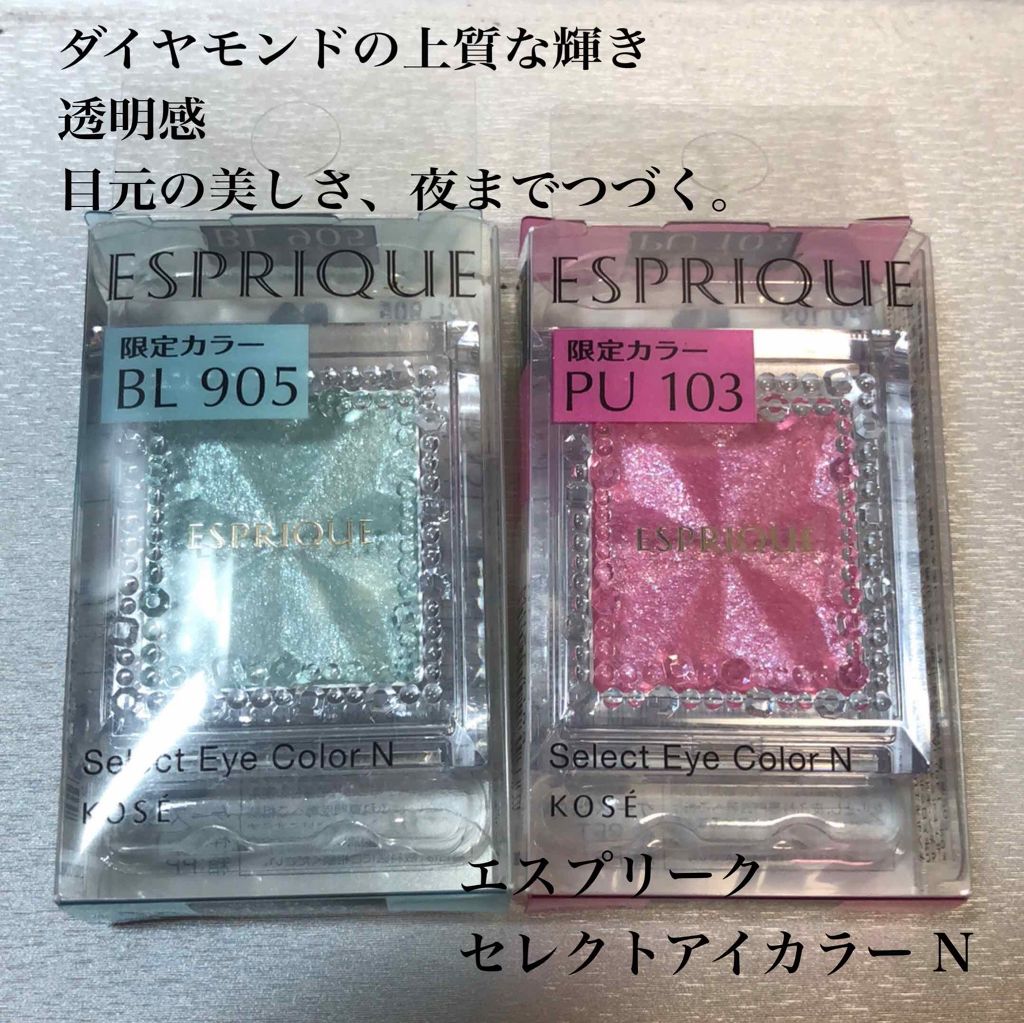 ダイヤモンドの上質な輝き
透明感
目元の美しさ、夜までつづく。
ESPRIQUE
限定カラー
BL 905
ESPRIQUE
Select Eye Color N
KOSÉ
ESPRIQUE
限定カラー
PU 103
ESPRIQUE
Select Eye Color N
KOSÉ
エスプリーク
セレクトアイカラー N